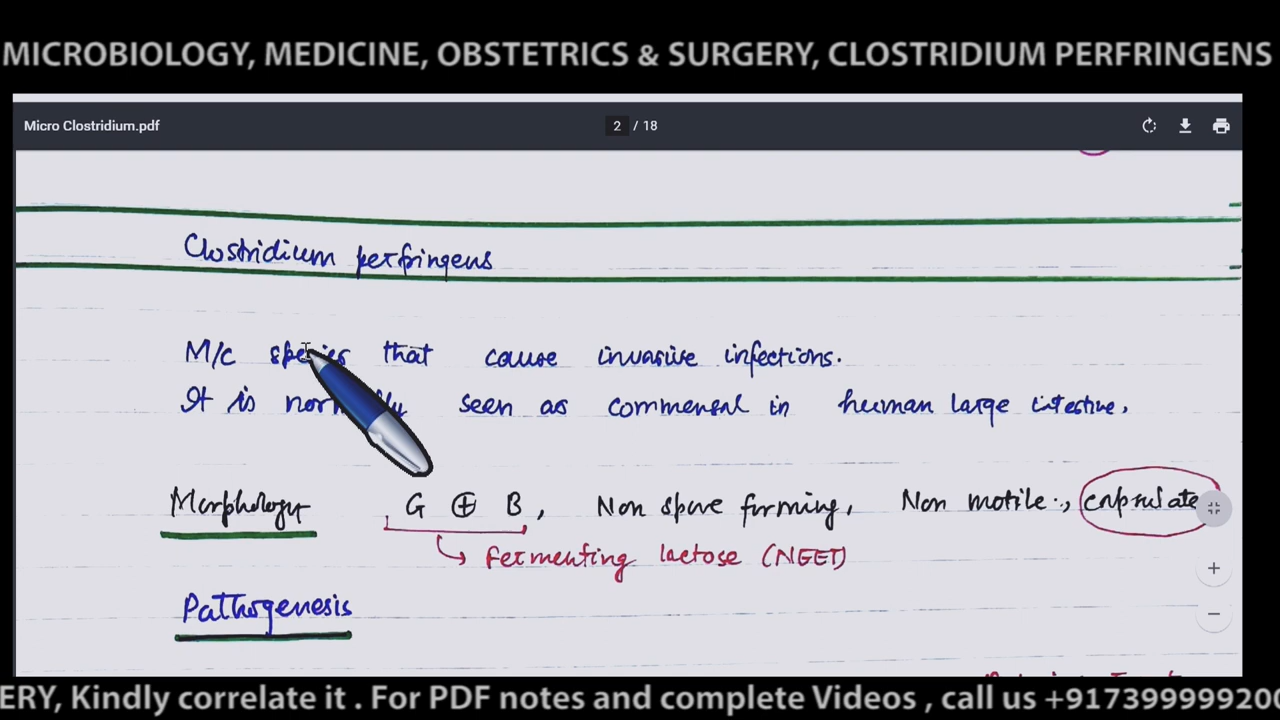 MICROBIOLOGY, MEDICINE, OBSTETRICS & SURGERY, CLOSTRIDIUM PERFRINGENS
Micro Clostridium.pdf 2 / 18
Clostridium perfringens
M/c species that cause invasive infections.
It is normally seen as commensal in human large intestine.
Morphology G + B, Non spore forming, Non motile, capsulate
Fermenting lactose (NEET)
Pathogenesis
ERY, Kindly correlate it . For PDF notes and complete Videos , call us +91739999920